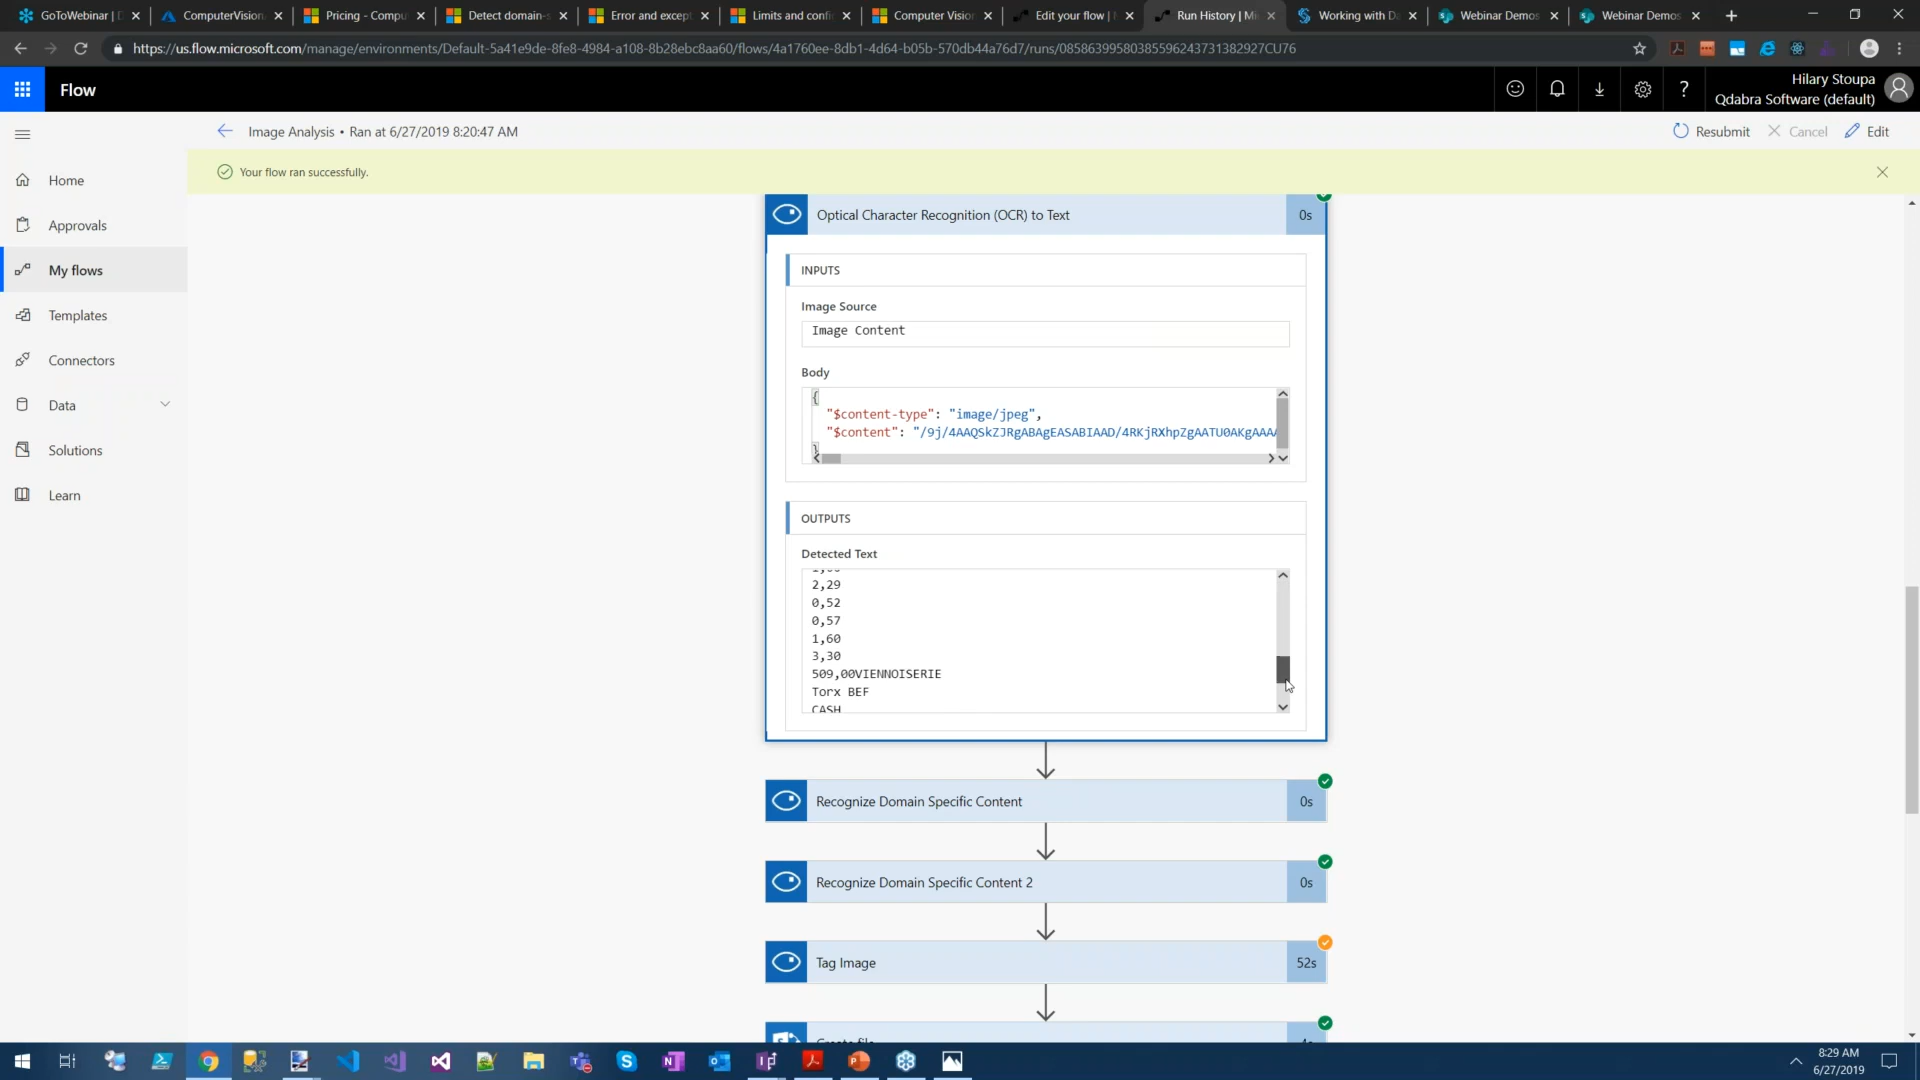 GoToWebinar | D
ComputerVision
Pricing - Compu
Detect domain-s
Error and except
Limits and confi
Computer Vision
Edit your flow |
Run History | Mi
Working with Da
Webinar Demos
Webinar Demos
https://us.flow.microsoft.com/manage/environments/Default-5a41e9de-8fe8-4984-a108-8b28ebc8aa60/flows/4a1760ee-8db1-4d64-b05b-570db44a76d7/runs/08586399580385596243731382927CU76
Flow
Hilary Stoupa
Qdabra Software (default)
Image Analysis • Ran at 6/27/2019 8:20:47 AM
Resubmit
Cancel
Edit
Your flow ran successfully.
Home
Approvals
My flows
Templates
Connectors
Data
Solutions
Learn
Optical Character Recognition (OCR) to Text
0s
INPUTS
Image Source
Image Content
Body
{
"$content-type": "image/jpeg",
"$content": "/9j/4AAQSkZJRgABAgEASABIAAD/4RKjRXhpZgAATU0AKgAAAA
}
OUTPUTS
Detected Text
2,29
0,52
0,57
1,60
3,30
509,00VIENNOISERIE
Torx BEF
CASH
Recognize Domain Specific Content
0s
Recognize Domain Specific Content 2
0s
Tag Image
52s
Create file
8:29 AM
6/27/2019